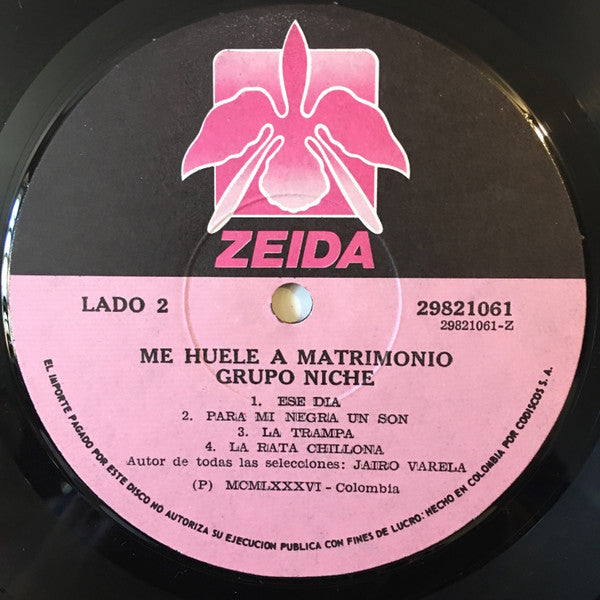 ZEIDA
LADO 2
29821061
29821061-Z
ME HUELE A MATRIMONIO
GRUPO NICHE
1. ESE DIA
2. PARA MI NEGRA UN SON
3. LA TRAMPA
4. LA RATA CHILLONA
Autor de todas las selecciones: JAIRO VARELA
(P) MCMLXXXVI - Colombia
EL IMPORTE PAGADO POR ESTE DISCO NO AUTORIZA SU EJECUCION PUBLICA CON FINES DE LUCRO: HECHO EN COLOMBIA POR CODISCOS S. A.